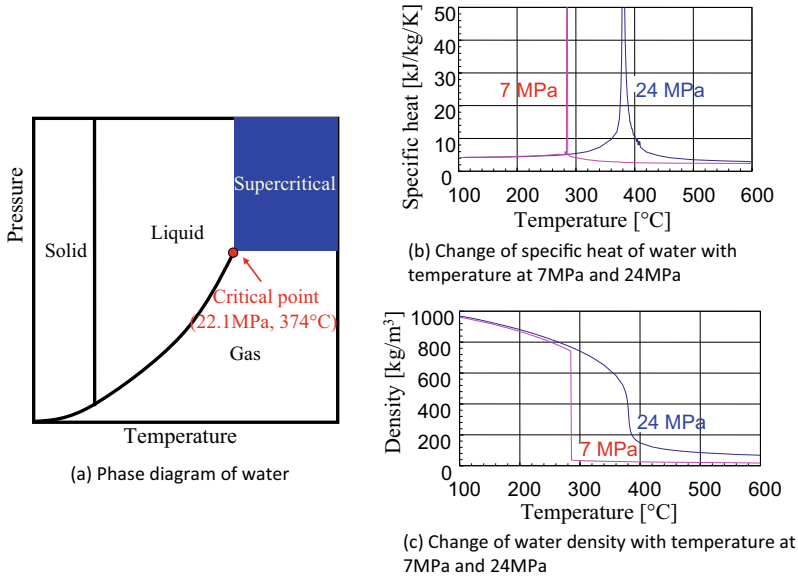 Pressure
Solid
Liquid
Supercritical
Critical point
(22.1MPa, 374°C)
Gas
Temperature
(a) Phase diagram of water
Specific heat [kJ/kg/K]
50
40
30
20
10
0
7 MPa
24 MPa
100 200 300 400 500 600
Temperature [°C]
(b) Change of specific heat of water with
temperature at 7MPa and 24MPa
Density [kg/m³]
1000
800
600
400
200
0
24 MPa
7 MPa
100 200 300 400 500 600
Temperature [°C]
(c) Change of water density with temperature at
7MPa and 24MPa